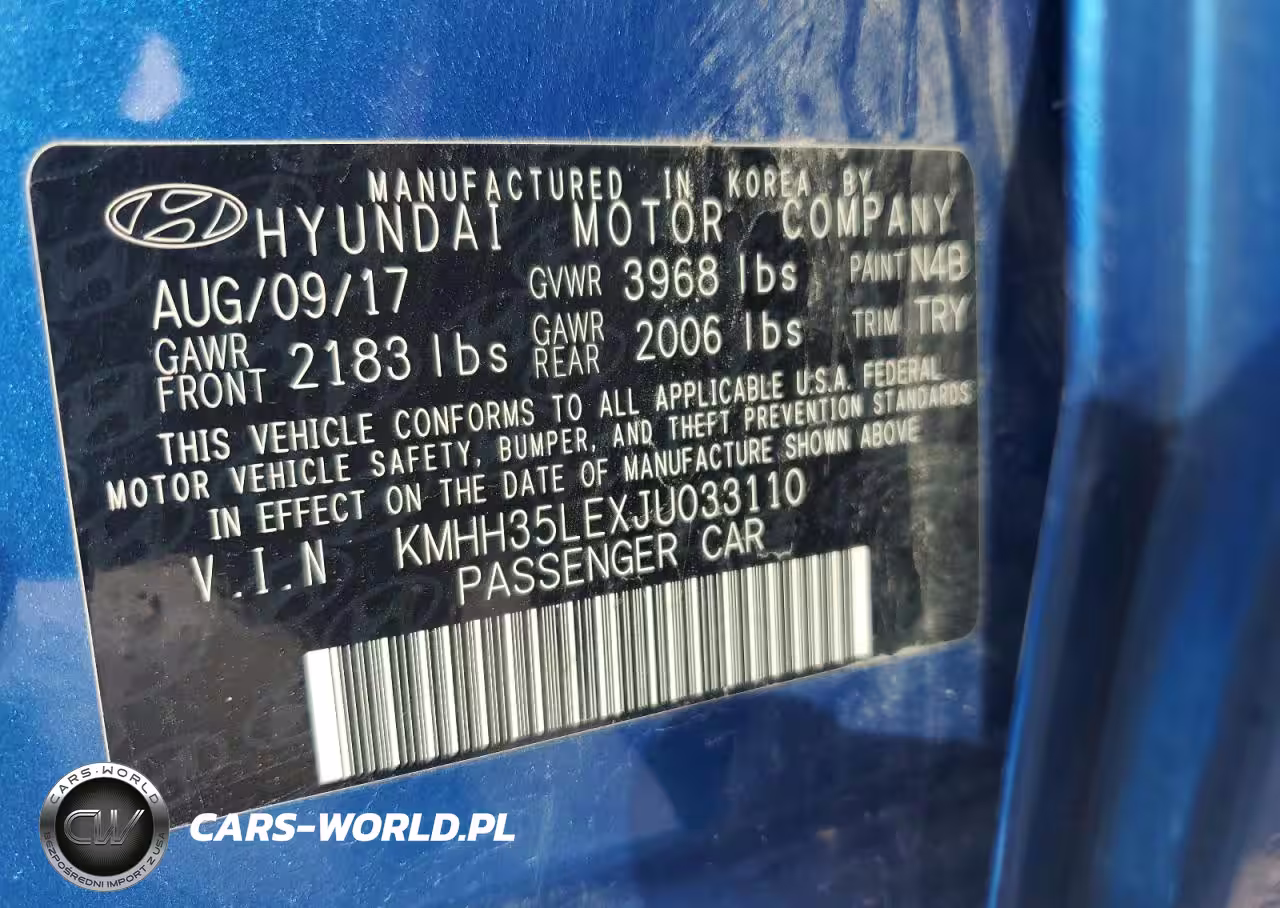 MANUFACTURED IN KOREA BY
HYUNDAI MOTOR COMPANY
AUG/09/17 GVWR 3968 lbs PAINT N4B
GAWR FRONT 2183 lbs GAWR REAR 2006 lbs TRIM TRY
THIS VEHICLE CONFORMS TO ALL APPLICABLE U.S.A. FEDERAL
MOTOR VEHICLE SAFETY, BUMPER, AND THEFT PREVENTION STANDARDS
IN EFFECT ON THE DATE OF MANUFACTURE SHOWN ABOVE
V.I.N KMHH35LEXJU033110
PASSENGER CAR
CARS-WORLD
CW
BEZPOŚREDNI IMPORT Z USA
CARS-WORLD.PL